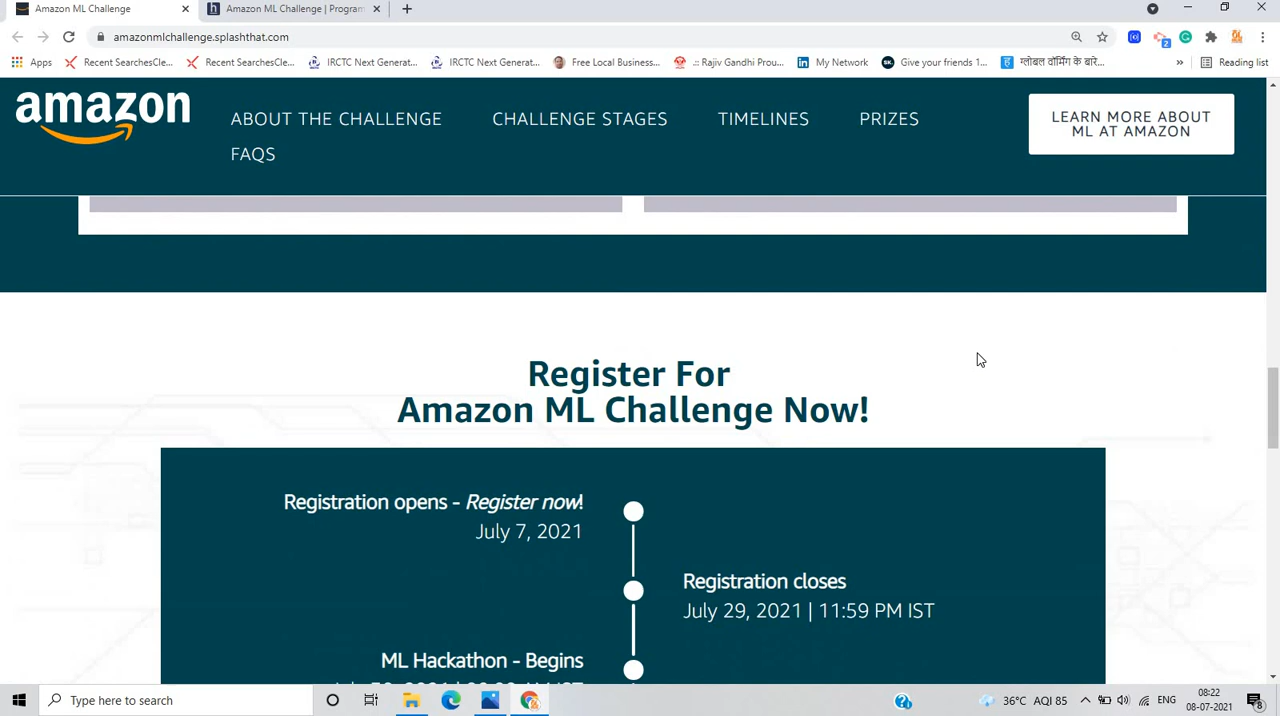 Amazon ML Challenge
Amazon ML Challenge | Program
amazonmlchallenge.splashthat.com
Apps
Recent SearchesCle...
Recent SearchesCle...
IRCTC Next Generat...
IRCTC Next Generat...
Free Local Business...
.:: Rajiv Gandhi Prou...
My Network
SK.
Give your friends 1...
ग्लोबल वॉर्मिंग के बारे...
»
Reading list
amazon
ABOUT THE CHALLENGE
CHALLENGE STAGES
TIMELINES
PRIZES
FAQS
LEARN MORE ABOUT
ML AT AMAZON
Register For
Amazon ML Challenge Now!
Registration opens - Register now!
July 7, 2021
Registration closes
July 29, 2021 | 11:59 PM IST
ML Hackathon - Begins
Type here to search
36°C AQI 85
ENG
08:22
08-07-2021